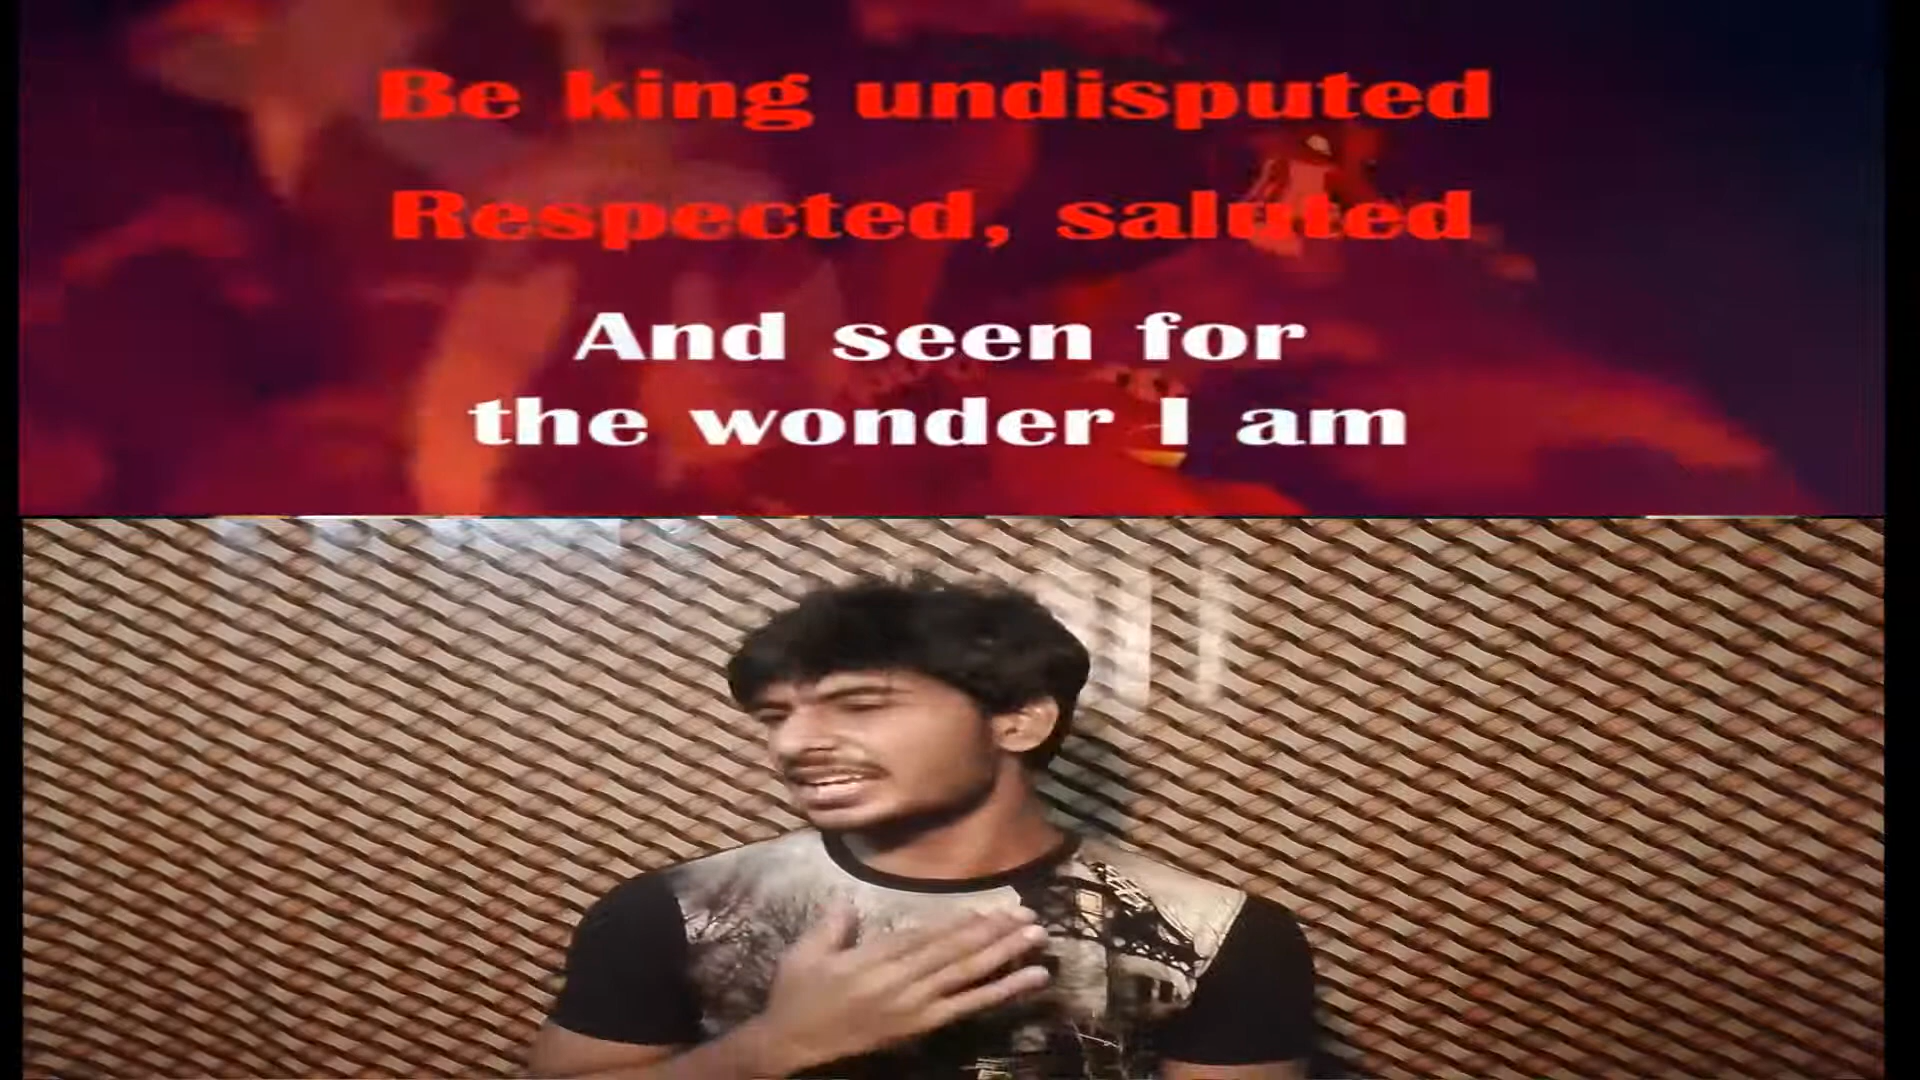 Be king undisputed
Respected, saluted
And seen for
the wonder I am